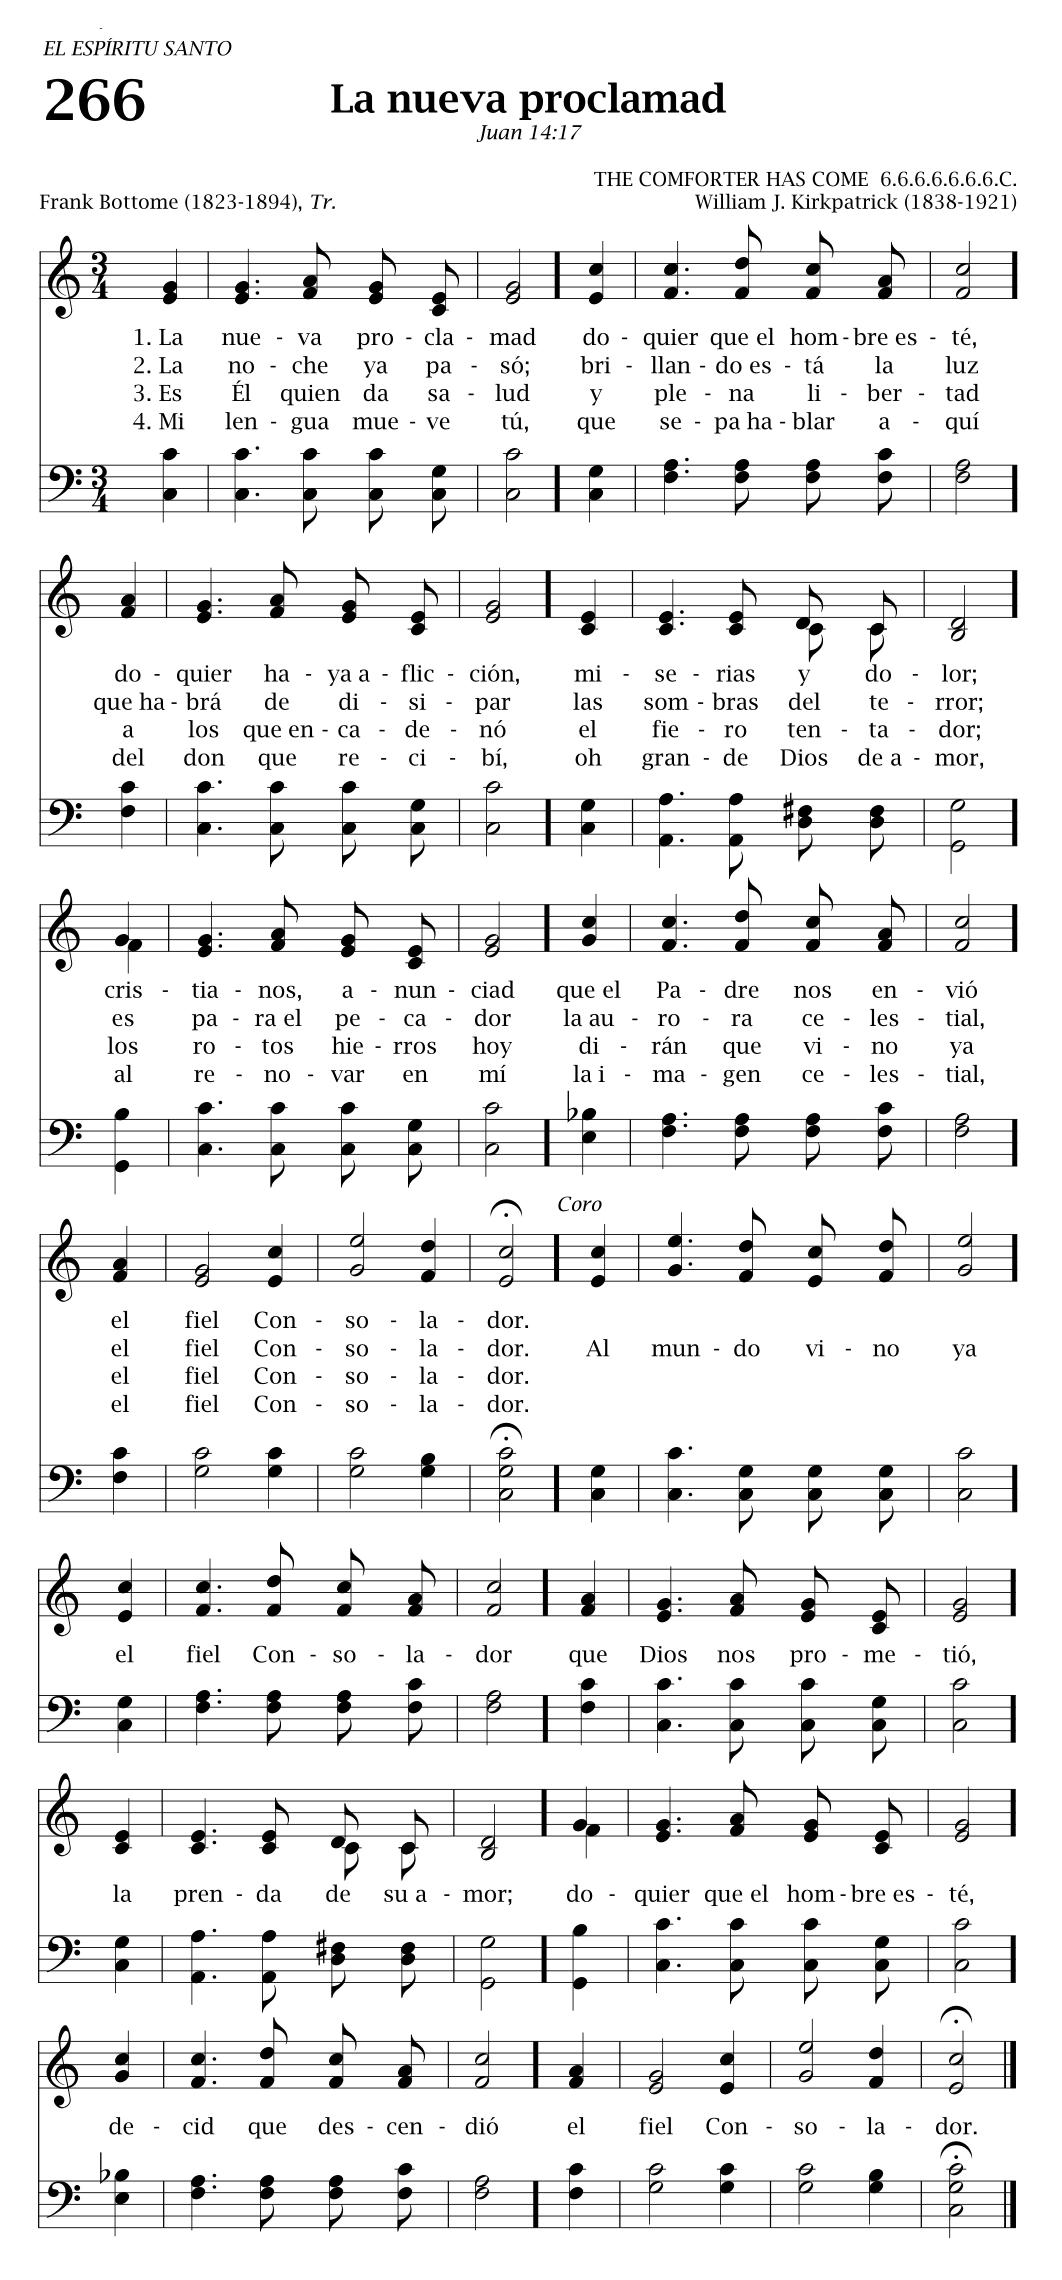 EL ESPÍRITU SANTO
266
La nueva proclamad
Juan 14:17
THE COMFORTER HAS COME 6.6.6.6.6.6.6.C.
Frank Bottome (1823-1894), Tr. William J. Kirkpatrick (1838-1921)
1. La nue - va pro - cla - mad do - quier que el hom - bre es - té,
2. La no - che ya pa - só; bri - llan - do es - tá la luz
3. Es Él quien da sa - lud y ple - na li - ber - tad
4. Mi len - gua mue - ve tú, que se - pa ha - blar a - quí
do - quier ha - ya a - flic - ción, mi - se - rias y do - lor;
que ha - brá de di - si - par las som - bras del te - rror;
a los que en - ca - de - nó el fie - ro ten - ta - dor;
del don que re - ci - bí, oh gran - de Dios de a - mor,
cris - tia - nos, a - nun - ciad que el Pa - dre nos en - vió
es pa - ra el pe - ca - dor la au - ro - ra ce - les - tial,
los ro - tos hie - rros hoy di - rán que vi - no ya
al re - no - var en mí la i - ma - gen ce - les - tial,
Coro
el fiel Con - so - la - dor.
el fiel Con - so - la - dor. Al mun - do vi - no ya
el fiel Con - so - la - dor.
el fiel Con - so - la - dor.
el fiel Con - so - la - dor que Dios nos pro - me - tió,
la pren - da de su a - mor; do - quier que el hom - bre es - té,
de - cid que des - cen - dió el fiel Con - so - la - dor.